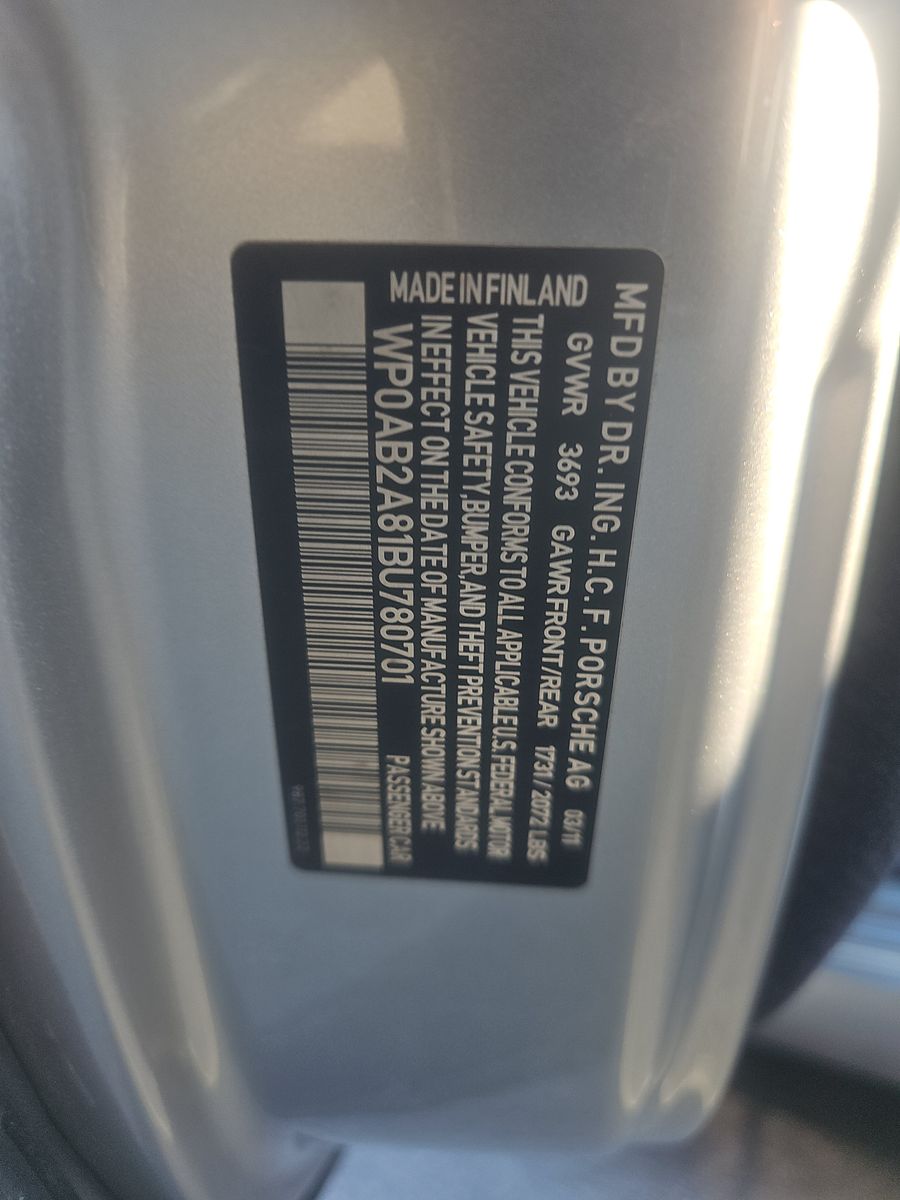 MFD BY DR. ING. H.C. F. PORSCHE AG 03/11
GVWR 3693 GAWR FRONT/REAR 1731 / 2072 LBS
THIS VEHICLE CONFORMS TO ALL APPLICABLE U.S. FEDERAL MOTOR
VEHICLE SAFETY, BUMPER, AND THEFT PREVENTION STANDARDS
IN EFFECT ON THE DATE OF MANUFACTURE SHOWN ABOVE
MADE IN FINLAND WP0AB2A81BU780701 PASSENGER CAR